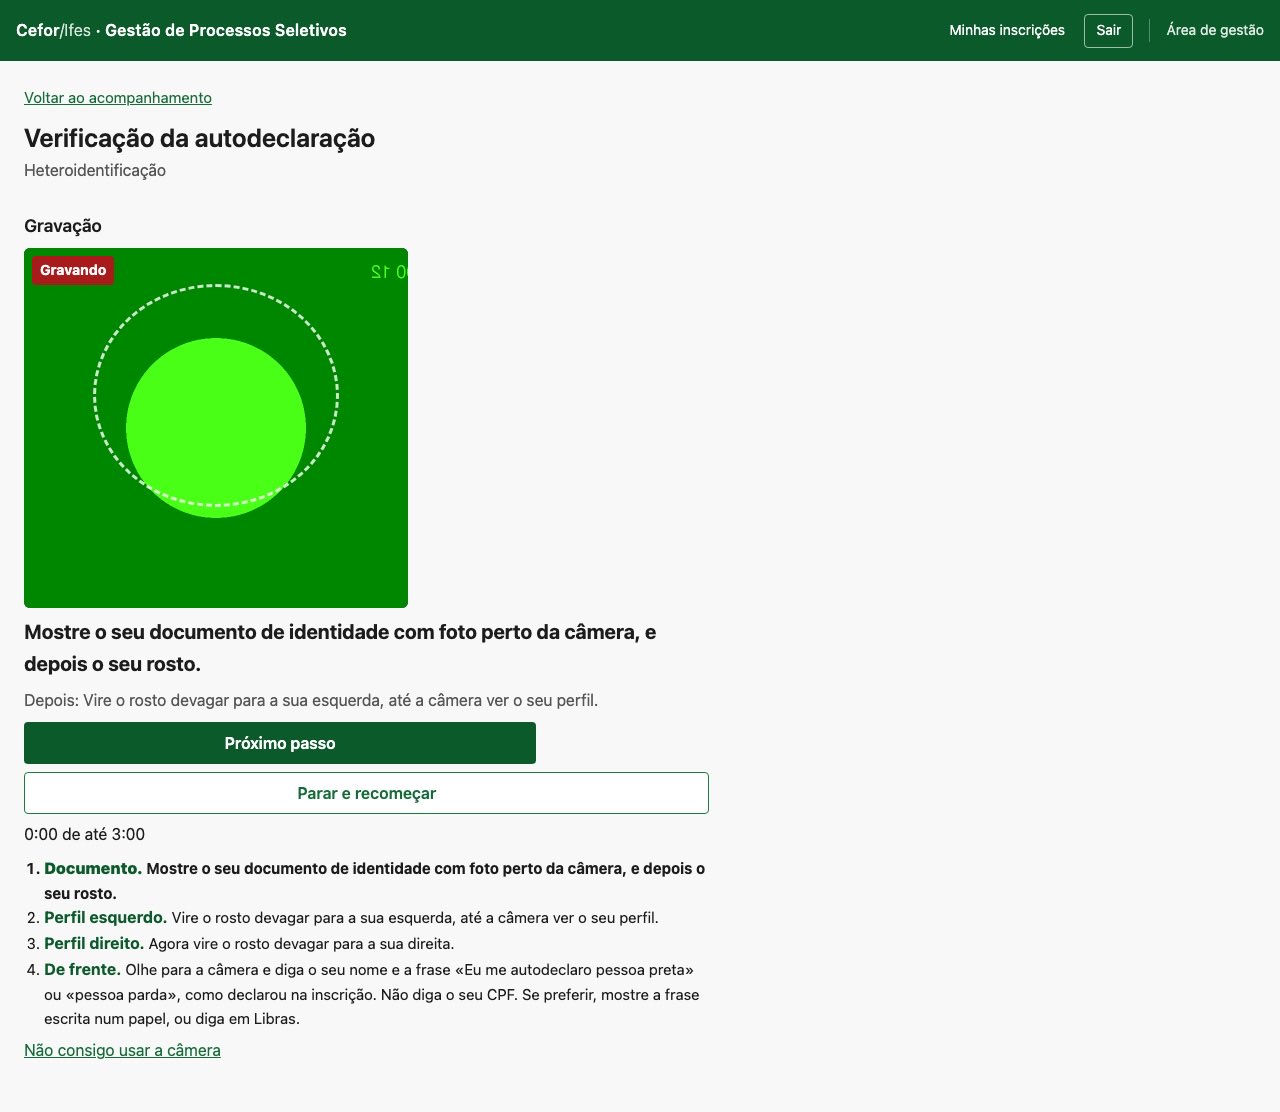 Cefor/Ifes · Gestão de Processos Seletivos
Minhas inscrições
Sair
Área de gestão
Voltar ao acompanhamento
Verificação da autodeclaração
Heteroidentificação
Gravação
Gravando
Mostre o seu documento de identidade com foto perto da câmera, e
depois o seu rosto.
Depois: Vire o rosto devagar para a sua esquerda, até a câmera ver o seu perfil.
Próximo passo
Parar e recomeçar
0:00 de até 3:00
1. Documento. Mostre o seu documento de identidade com foto perto da câmera, e depois o
seu rosto.
2. Perfil esquerdo. Vire o rosto devagar para a sua esquerda, até a câmera ver o seu perfil.
3. Perfil direito. Agora vire o rosto devagar para a sua direita.
4. De frente. Olhe para a câmera e diga o seu nome e a frase «Eu me autodeclaro pessoa preta»
ou «pessoa parda», como declarou na inscrição. Não diga o seu CPF. Se preferir, mostre a frase
escrita num papel, ou diga em Libras.
Não consigo usar a câmera